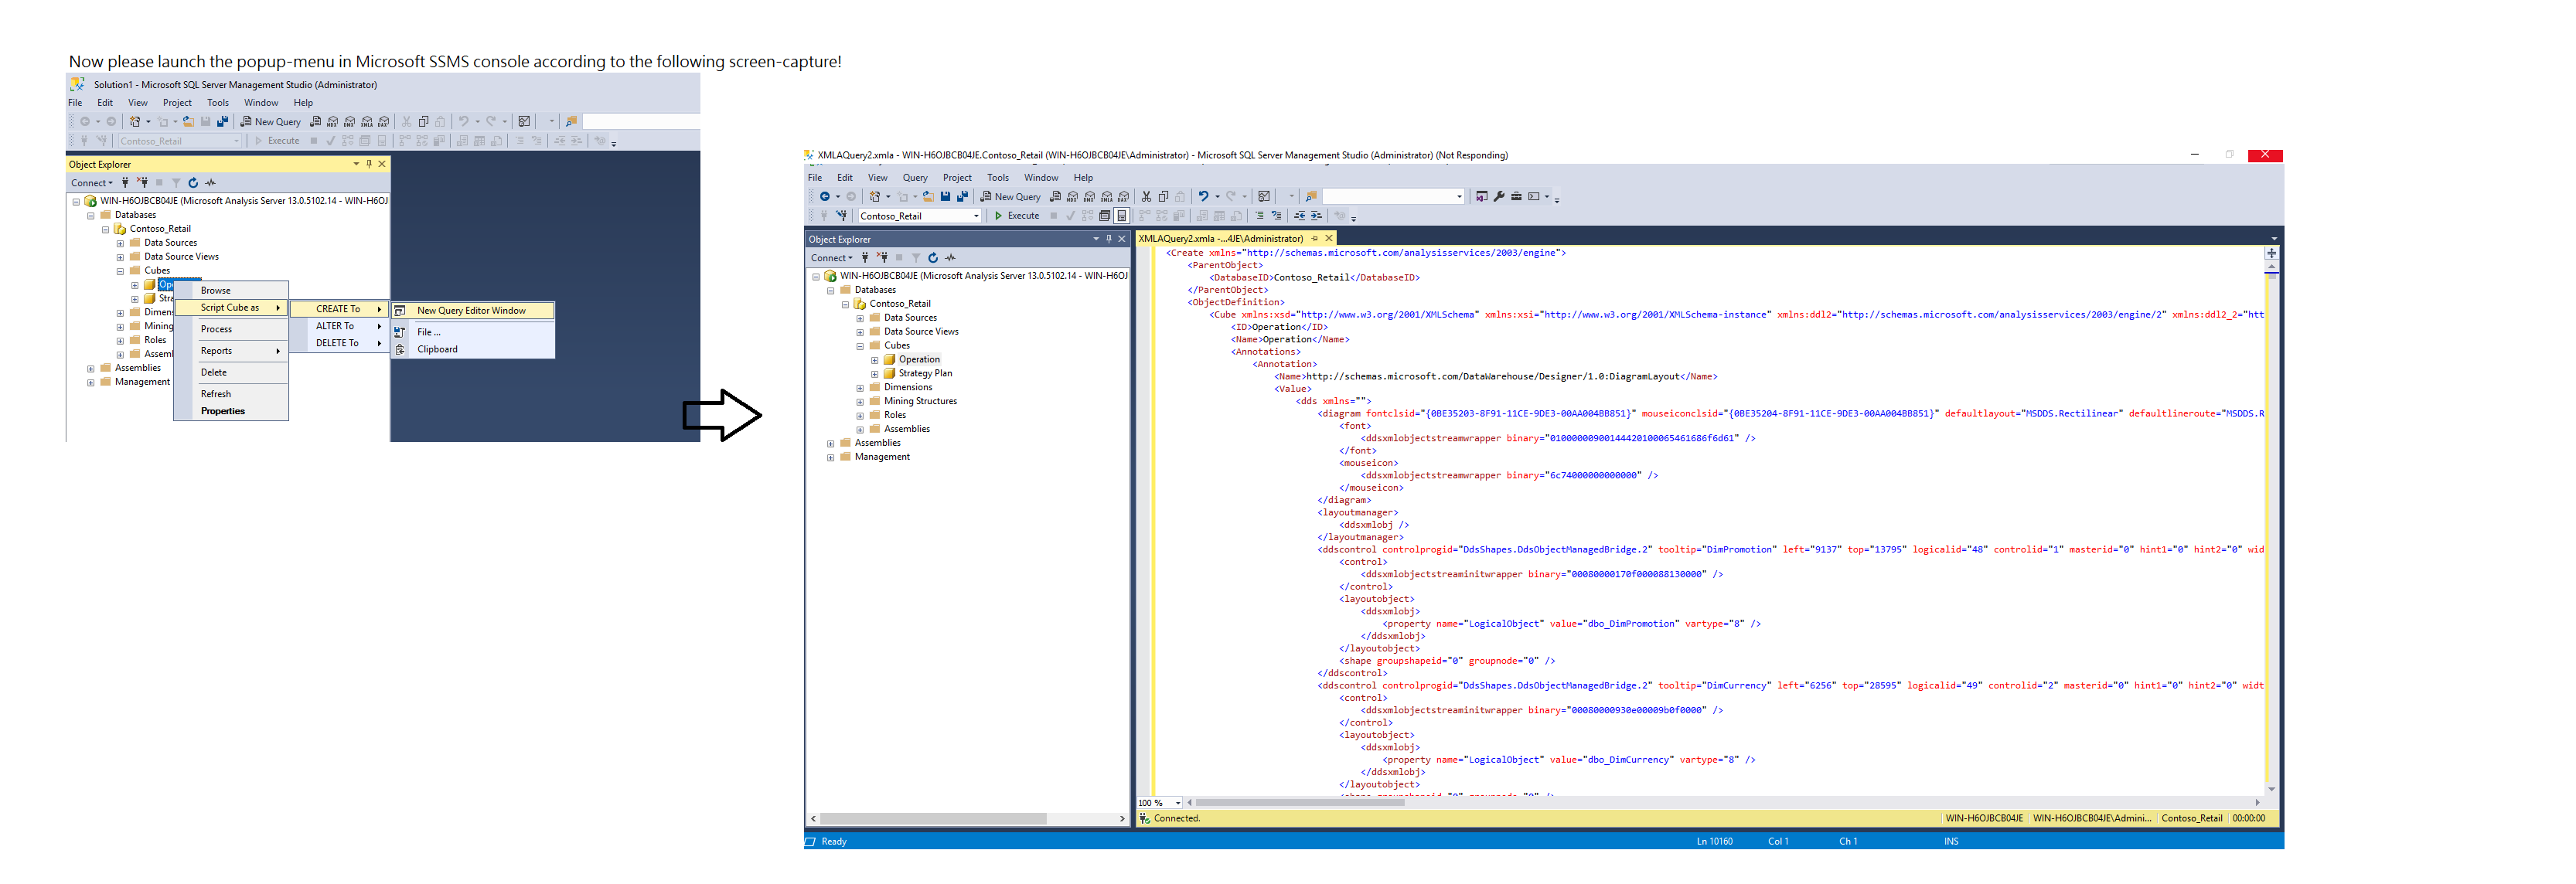 Now please launch the popup-menu in Microsoft SSMS console according to the following screen-capture!
Solution1 - Microsoft SQL Server Management Studio (Administrator)
File Edit View Project Tools Window Help
New Query
Contoso_Retail Execute
Object Explorer
Connect
WIN-H6OJBCB04JE (Microsoft Analysis Server 13.0.5102.14 - WIN-H6OJ
Databases
Contoso_Retail
Data Sources
Data Source Views
Cubes
Ope
Stra
Dimens
Mining
Roles
Assembl
Assemblies
Management
Browse
Script Cube as
Process
Reports
Delete
Refresh
Properties
CREATE To
ALTER To
DELETE To
New Query Editor Window
File ...
Clipboard
XMLAQuery2.xmla - WIN-H6OJBCB04JE.Contoso_Retail (WIN-H6OJBCB04JE\Administrator) - Microsoft SQL Server Management Studio (Administrator) (Not Responding)
File Edit View Query Project Tools Window Help
New Query
Contoso_Retail Execute
Object Explorer
Connect
WIN-H6OJBCB04JE (Microsoft Analysis Server 13.0.5102.14 - WIN-H6OJ
Databases
Contoso_Retail
Data Sources
Data Source Views
Cubes
Operation
Strategy Plan
Dimensions
Mining Structures
Roles
Assemblies
Assemblies
Management
XMLAQuery2.xmla -...4JE\Administrator)
<Create xmlns="http://schemas.microsoft.com/analysisservices/2003/engine">
<ParentObject>
<DatabaseID>Contoso_Retail</DatabaseID>
</ParentObject>
<ObjectDefinition>
<Cube xmlns:xsd="http://www.w3.org/2001/XMLSchema" xmlns:xsi="http://www.w3.org/2001/XMLSchema-instance" xmlns:ddl2="http://schemas.microsoft.com/analysisservices/2003/engine/2" xmlns:ddl2_2="htt
<ID>Operation</ID>
<Name>Operation</Name>
<Annotations>
<Annotation>
<Name>http://schemas.microsoft.com/DataWarehouse/Designer/1.0:DiagramLayout</Name>
<Value>
<dds xmlns="">
<diagram fontclsid="{0BE35203-8F91-11CE-9DE3-00AA004BB851}" mouseiconclsid="{0BE35204-8F91-11CE-9DE3-00AA004BB851}" defaultlayout="MSDDS.Rectilinear" defaultlineroute="MSDDS.R
<font>
<ddsxmlobjectstreamwrapper binary="01000000900144420100065461686f6d61" />
</font>
<mouseicon>
<ddsxmlobjectstreamwrapper binary="6c74000000000000" />
</mouseicon>
</diagram>
<layoutmanager>
<ddsxmlobj />
</layoutmanager>
<ddscontrol controlprogid="DdsShapes.DdsObjectManagedBridge.2" tooltip="DimPromotion" left="9137" top="13795" logicalid="48" controlid="1" masterid="0" hint1="0" hint2="0" wid
<control>
<ddsxmlobjectstreaminitwrapper binary="00080000170f000088130000" />
</control>
<layoutobject>
<ddsxmlobj>
<property name="LogicalObject" value="dbo_DimPromotion" vartype="8" />
</ddsxmlobj>
</layoutobject>
<shape groupshapeid="0" groupnode="0" />
</ddscontrol>
<ddscontrol controlprogid="DdsShapes.DdsObjectManagedBridge.2" tooltip="DimCurrency" left="6256" top="28595" logicalid="49" controlid="2" masterid="0" hint1="0" hint2="0" widt
<control>
<ddsxmlobjectstreaminitwrapper binary="00080000930e00009b0f0000" />
</control>
<layoutobject>
<ddsxmlobj>
<property name="LogicalObject" value="dbo_DimCurrency" vartype="8" />
</ddsxmlobj>
</layoutobject>
100 %
Connected. WIN-H6OJBCB04JE WIN-H6OJBCB04JE\Admini... Contoso_Retail 00:00:00
Ready Ln 10160 Col 1 Ch 1 INS